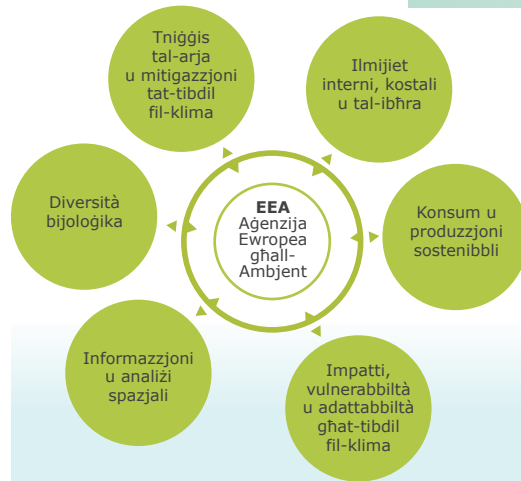 Tniġġis
tal-arja
u mitigazzjoni
tat-tibdil
fil-klima
Ilmijiet
interni, kostali
u tal-ibħra
Diversità
bijoloġika
EEA
Aġenzija
Ewropea
għall-
Ambjent
Konsum u
produzzjoni
sostenibbli
Informazzjoni
u analiżi
spazjali
Impatti,
vulnerabbiltà
u adattabbiltà
għat-tibdil
fil-klima